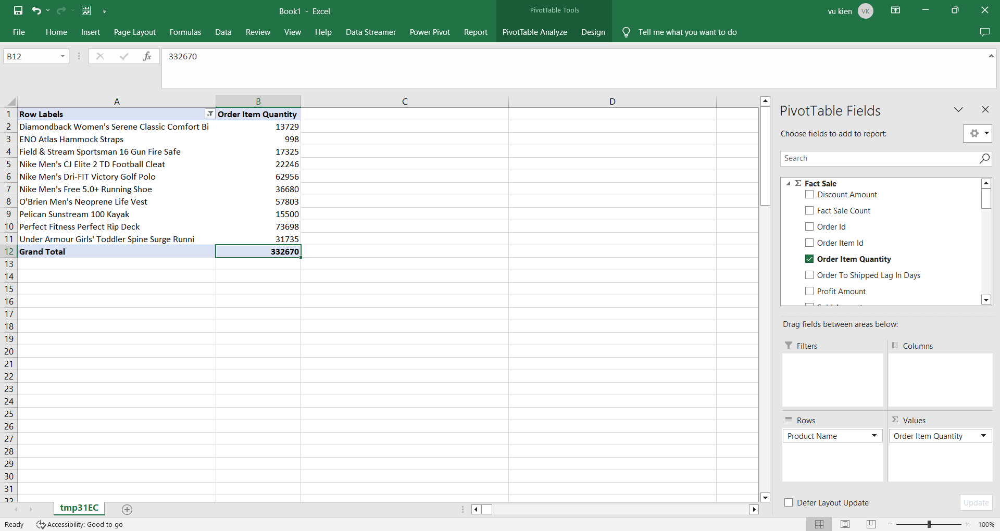 Book1 - Excel
PivotTable Tools
vu kien
VK
File Home Insert Page Layout Formulas Data Review View Help Data Streamer Power Pivot Report PivotTable Analyze Design Tell me what you want to do
B12
fx
332670
A B C D
1 Row Labels Order Item Quantity
2 Diamondback Women's Serene Classic Comfort Bi 13729
3 ENO Atlas Hammock Straps 998
4 Field & Stream Sportsman 16 Gun Fire Safe 17325
5 Nike Men's CJ Elite 2 TD Football Cleat 22246
6 Nike Men's Dri-FIT Victory Golf Polo 62956
7 Nike Men's Free 5.0+ Running Shoe 36680
8 O'Brien Men's Neoprene Life Vest 57803
9 Pelican Sunstream 100 Kayak 15500
10 Perfect Fitness Perfect Rip Deck 73698
11 Under Armour Girls' Toddler Spine Surge Runni 31735
12 Grand Total 332670
13
14
15
16
17
18
19
20
21
22
23
24
25
26
27
28
29
30
31
32
PivotTable Fields
Choose fields to add to report:
Search
Σ Fact Sale
Discount Amount
Fact Sale Count
Order Id
Order Item Id
Order Item Quantity
Order To Shipped Lag In Days
Profit Amount
Drag fields between areas below:
Filters
Columns
Rows
Σ Values
Product Name
Order Item Quantity
Defer Layout Update
Update
tmp31EC
Ready
Accessibility: Good to go
100%